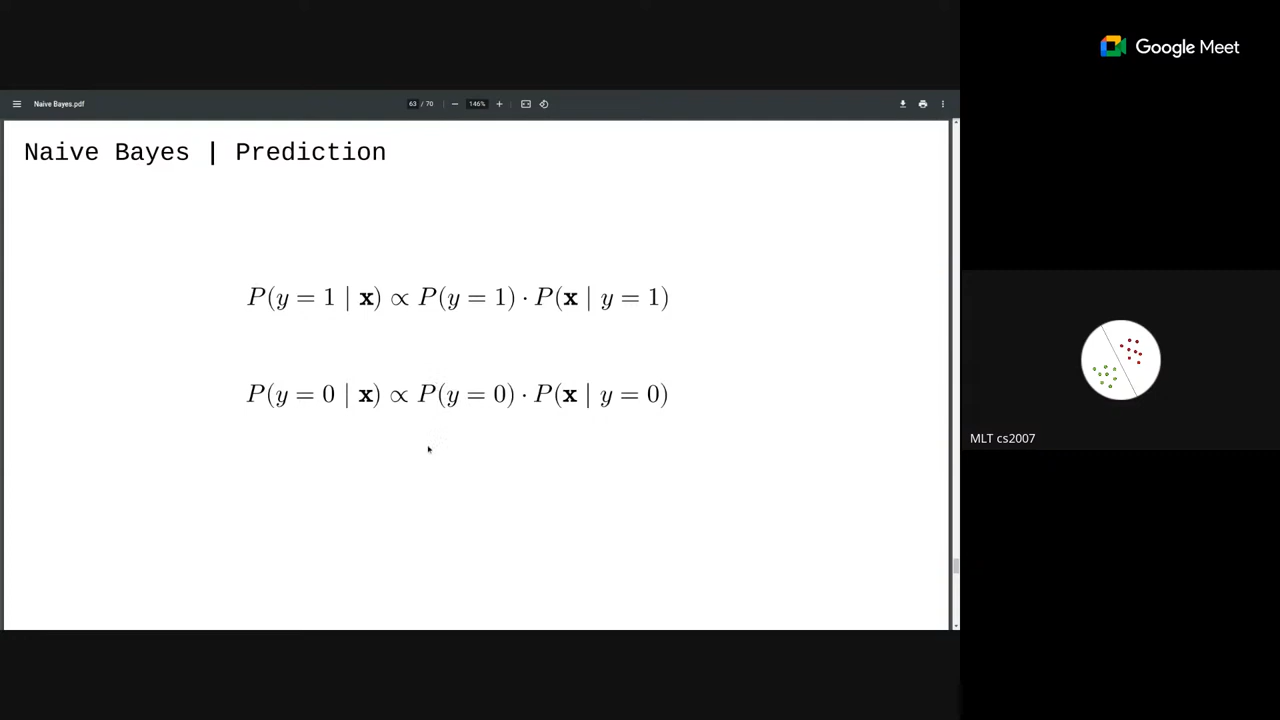 Google Meet
Naive Bayes.pdf
63 / 70
146%
Naive Bayes | Prediction
P(y = 1 | x) ∝ P(y = 1) · P(x | y = 1)
P(y = 0 | x) ∝ P(y = 0) · P(x | y = 0)
MLT cs2007